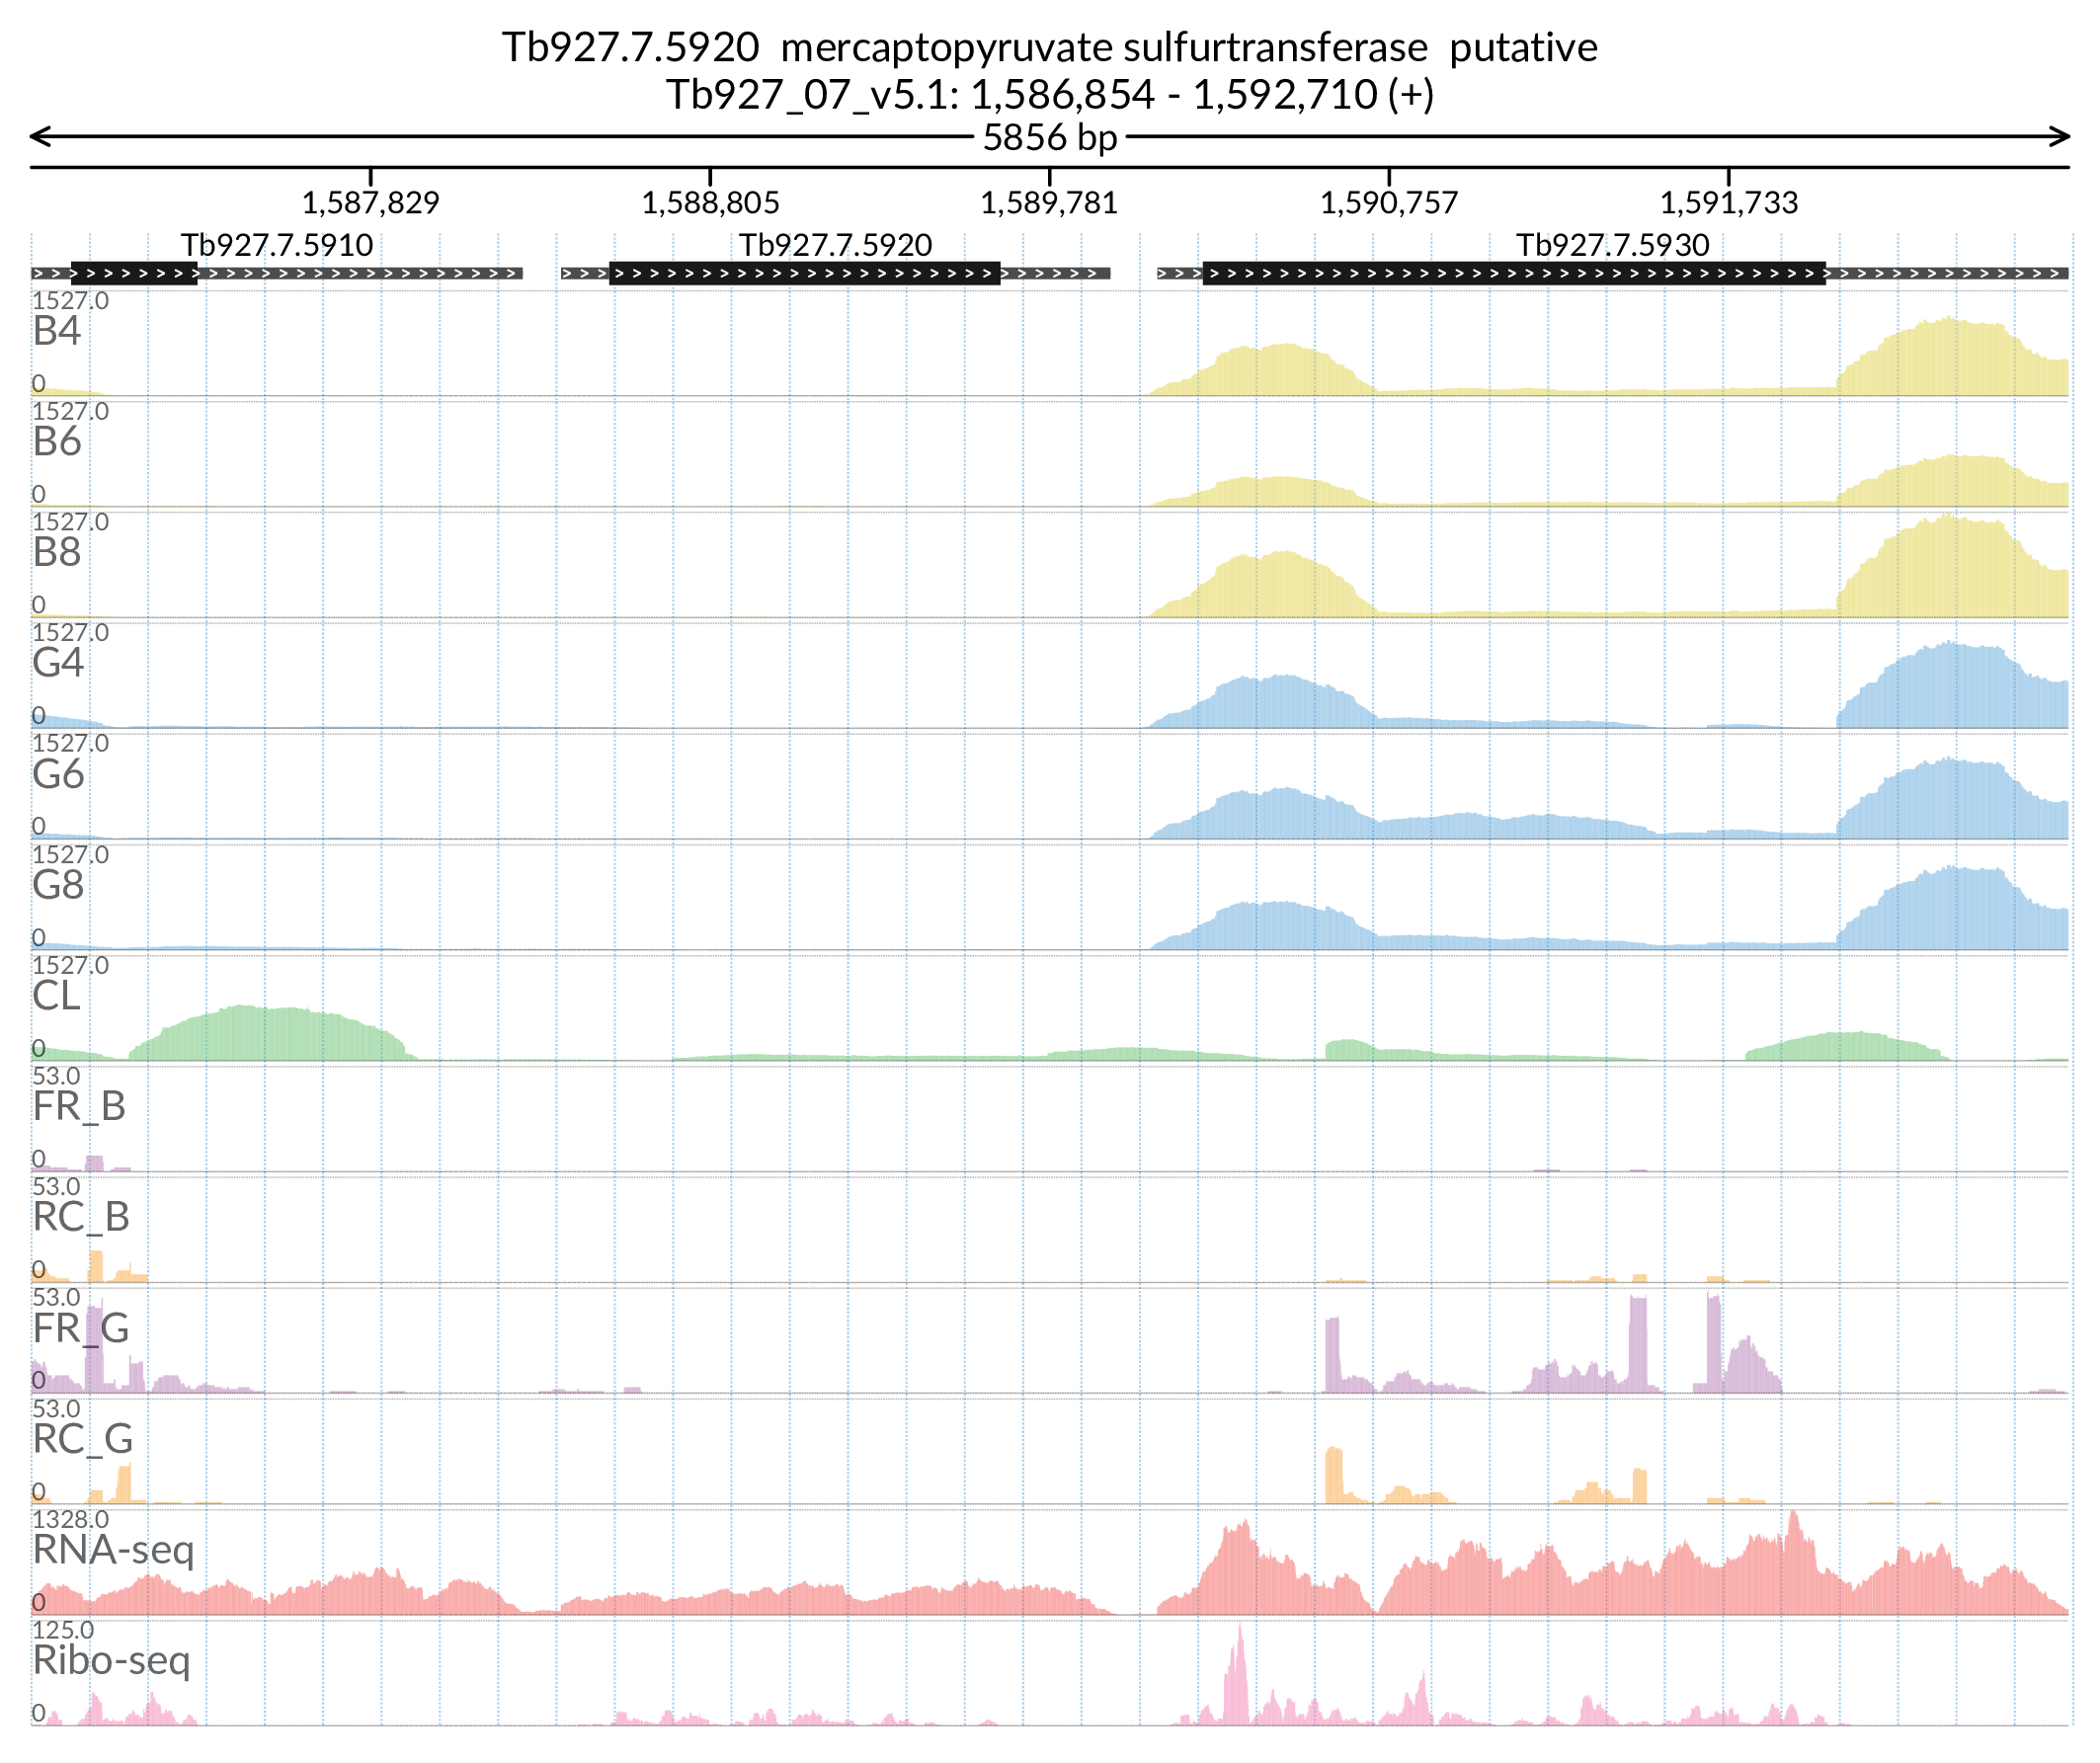 Tb927.7.5920 mercaptopyruvate sulfurtransferase putative
Tb927_07_v5.1: 1,586,854 - 1,592,710 (+)
5856 bp
1,587,829 1,588,805 1,589,781 1,590,757 1,591,733
Tb927.7.5910 Tb927.7.5920 Tb927.7.5930
1527.0
B4
0
1527.0
B6
0
1527.0
B8
0
1527.0
G4
0
1527.0
G6
0
1527.0
G8
0
1527.0
CL
0
53.0
FR_B
0
53.0
RC_B
0
53.0
FR_G
0
53.0
RC_G
0
1328.0
RNA-seq
0
125.0
Ribo-seq
0